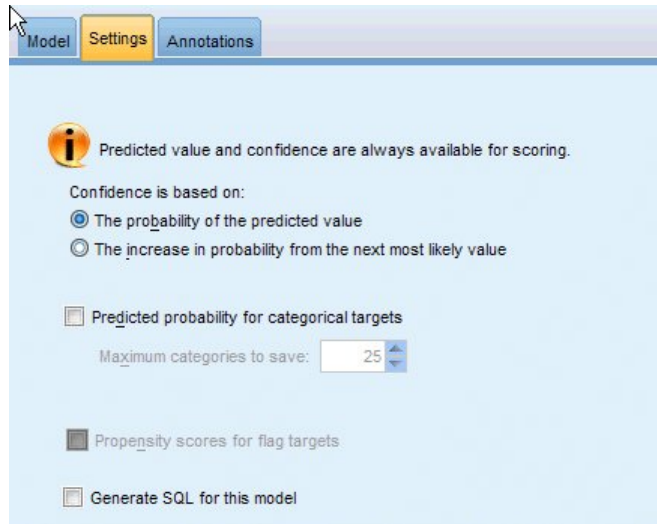 Model Settings Annotations
Predicted value and confidence are always available for scoring.
Confidence is based on:
The probability of the predicted value
The increase in probability from the next most likely value
Predicted probability for categorical targets
Maximum categories to save: 25
Propensity scores for flag targets
Generate SQL for this model